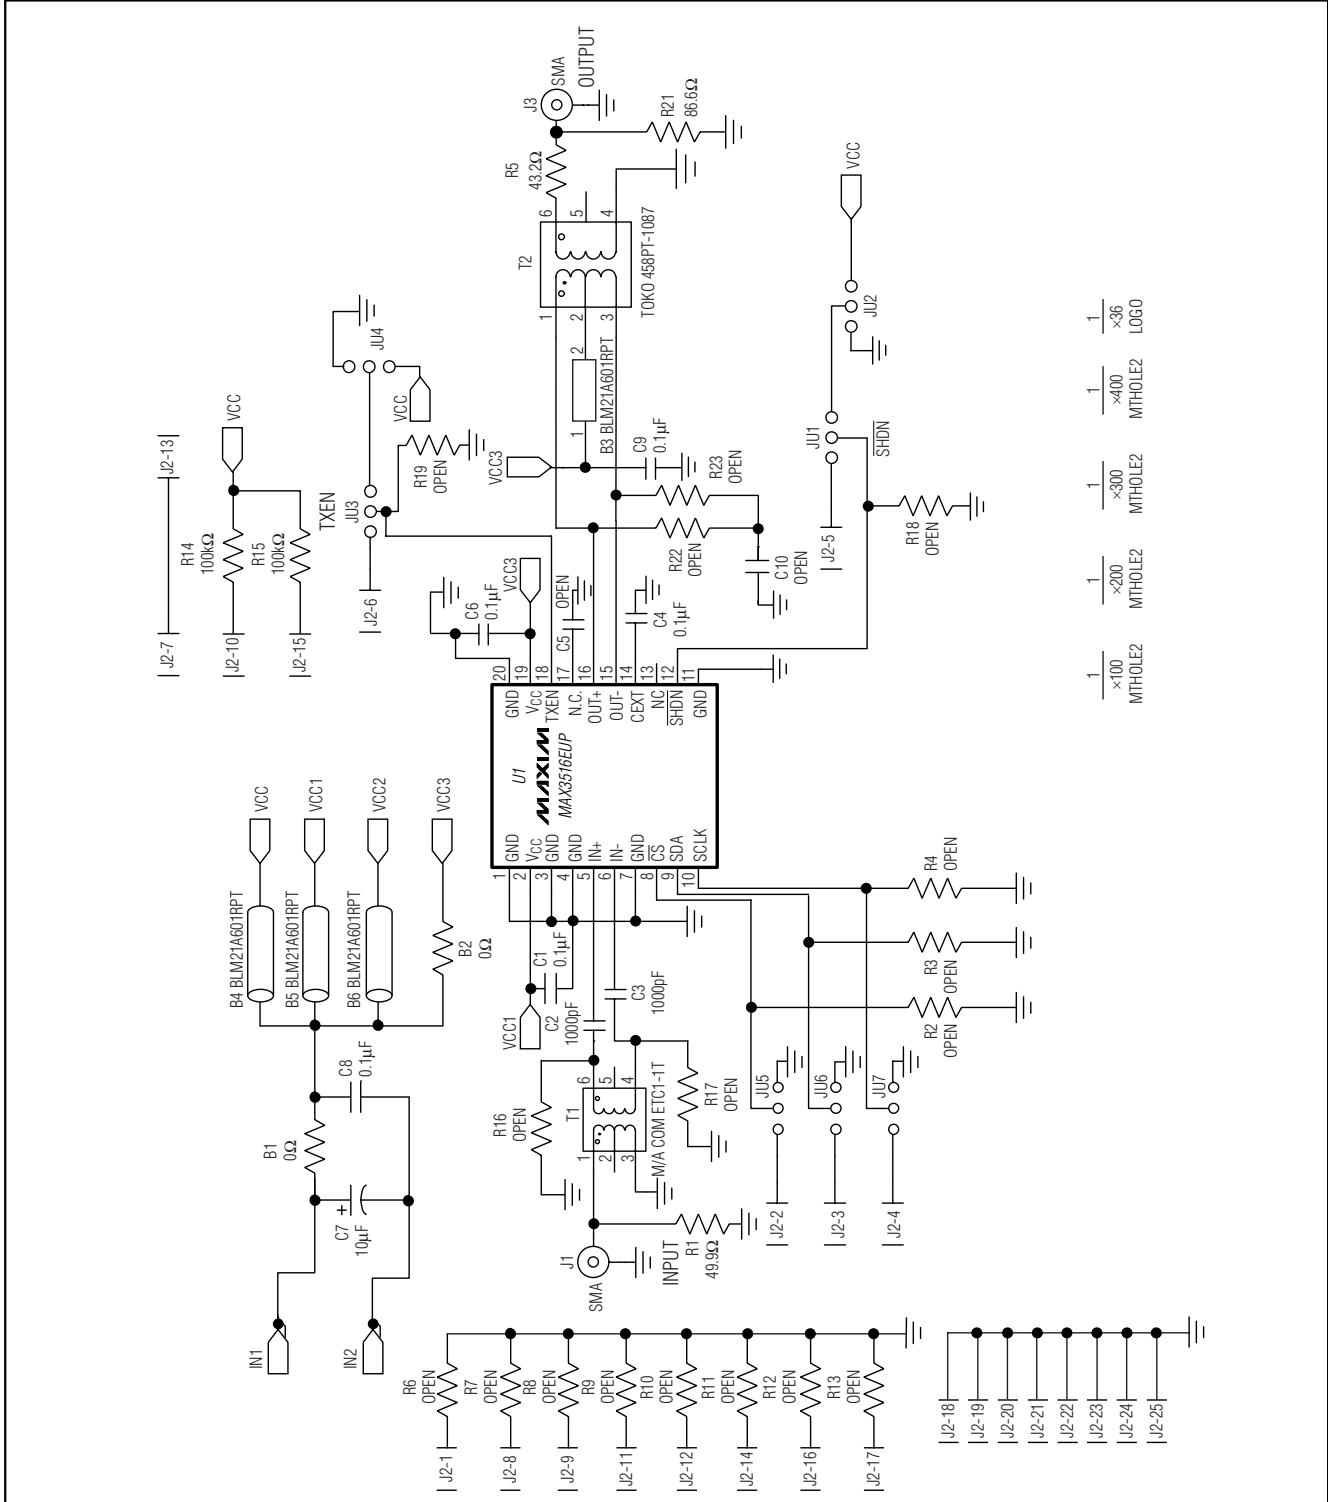 IN1
IN2
C7
10µF
B1
0Ω
C8
0.1µF
B4 BLM21A601RPT
B5 BLM21A601RPT
B6 BLM21A601RPT
B2
0Ω
VCC
VCC1
VCC2
VCC3
J2-7
J2-13
J2-10
J2-15
R14
100kΩ
R15
100kΩ
VCC
TXEN
J2-6
JU3
JU4
VCC
R19
OPEN
J2-1
R6
OPEN
J2-8
R7
OPEN
J2-9
R8
OPEN
J2-11
R9
OPEN
J2-12
R10
OPEN
J2-14
R11
OPEN
J2-16
R12
OPEN
J2-17
R13
OPEN
J2-18
J2-19
J2-20
J2-21
J2-22
J2-23
J2-24
J2-25
J1
SMA
INPUT
R1
49.9Ω
R16
OPEN
T1
1
2
3
6
5
4
M/A COM ETC1-1T
R17
OPEN
VCC1
C1
0.1µF
C2
1000pF
C3
1000pF
1
2
3
4
5
6
7
8
9
10
GND
VCC
GND
GND
IN+
IN-
GND
CS
SDA
SCLK
U1
MAXIM
MAX3516EUP
GND
VCC
TXEN
N.C.
OUT+
OUT-
CEXT
NC
SHDN
GND
20
19
18
17
16
15
14
13
12
11
C6
0.1µF
VCC3
C5
OPEN
C4
0.1µF
R22
OPEN
R23
OPEN
C10
OPEN
VCC3
C9
0.1µF
1
2
B3 BLM21A601RPT
T2
1
2
3
6
5
4
TOKO 458PT-1087
R5
43.2Ω
J3
SMA
OUTPUT
R21
86.6Ω
J2-2
JU5
J2-3
JU6
J2-4
JU7
R2
OPEN
R3
OPEN
R4
OPEN
J2-5
JU1
SHDN
JU2
VCC
R18
OPEN
1
×100
MTHOLE2
1
×200
MTHOLE2
1
×300
MTHOLE2
1
×400
MTHOLE2
1
×36
LOGO